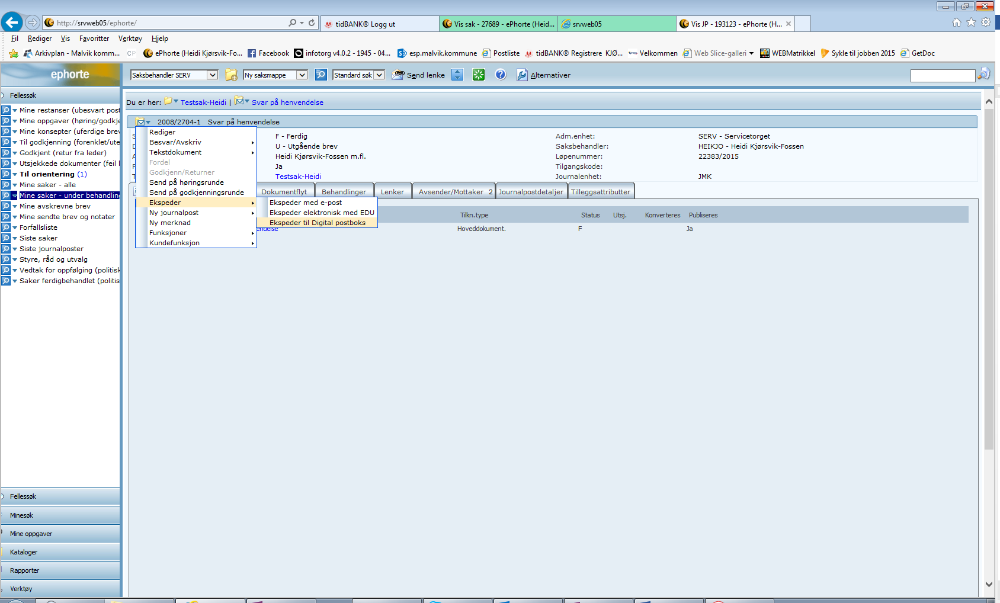 http://srvweb05/ephorte/
tidBANK® Logg ut
Vis sak - 27689 - ePhorte (Heid...
srvweb05
Vis JP - 193123 - ePhorte (H...
Fil Rediger Vis Favoritter Verktøy Hjelp
Arkivplan - Malvik komm... CP ePhorte (Heidi Kjørsvik-Fo... Facebook infotorg v4.0.2 - 1945 - 04... esp.malvik.kommune Postliste tidBANK® Registrere KJØ... Velkommen Web Slice-galleri WEBMatrikkel Sykle til jobben 2015 GetDoc
ephorte
Saksbehandler SERV Ny saksmappe Standard søk Send lenke Alternativer
Fellessøk
Mine restanser (ubesvart post
Mine oppgaver (høring/godkje
Mine konsepter (uferdige brev
Til godkjenning (forenklet/ute
Godkjent (retur fra leder)
Utsjekkede dokumenter (feil l
Til orientering (1)
Mine saker - alle
Mine saker - under behandling
Mine avskrevne brev
Mine sendte brev og notater
Forfallsliste
Siste saker
Siste journalposter
Styre, råd og utvalg
Vedtak for oppfølging (politisk
Saker ferdigbehandlet (politis
Fellessøk
Minesøk
Mine oppgaver
Kataloger
Rapporter
Verktøy
Du er her: Testsak-Heidi | Svar på henvendelse
2008/2704-1 Svar på henvendelse
F - Ferdig
U - Utgående brev
Heidi Kjørsvik-Fossen m.fl.
Ja
Testsak-Heidi
Adm.enhet: SERV - Servicetorget
Saksbehandler: HEIKJO - Heidi Kjørsvik-Fossen
Løpenummer: 22383/2015
Tilgangskode:
Journalenhet: JMK
Rediger
Besvar/Avskriv
Tekstdokument
Fordel
Godkjenn/Returner
Send på høringsrunde
Send på godkjenningsrunde
Ekspeder
Ny journalpost
Ny merknad
Funksjoner
Kundefunksjon
Ekspeder med e-post
Ekspeder elektronisk med EDU
Ekspeder til Digital postboks
Dokumentflyt Behandlinger Lenker Avsender/Mottaker 2 Journalpostdetaljer Tilleggsattributter
Tilkn.type Status Utsj. Konverteres Publiseres
endelse Hoveddokument. F Ja